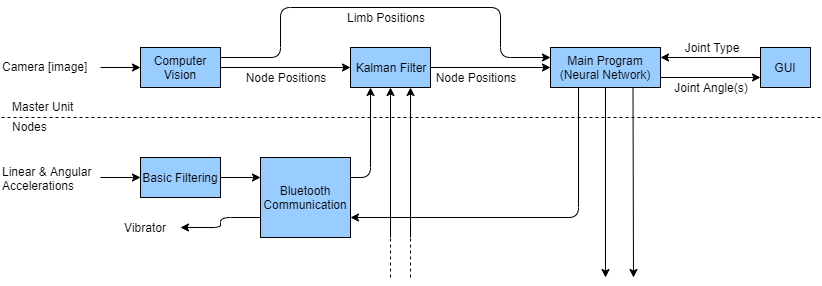 Limb Positions
Camera [image]
Computer
Vision
Node Positions
Kalman Filter
Node Positions
Main Program
(Neural Network)
Joint Type
Joint Angle(s)
GUI
Master Unit
Nodes
Linear & Angular
Accelerations
Basic Filtering
Bluetooth
Communication
Vibrator